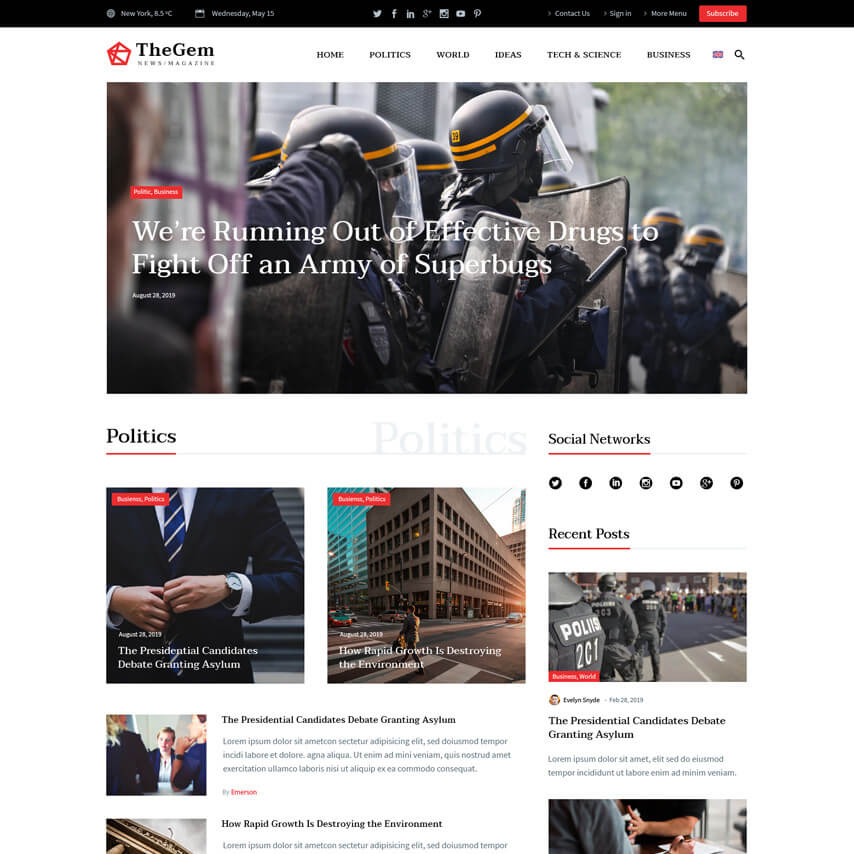 New York, 8.5 ºC
Wednesday, May 15
Contact Us
Sign in
More Menu
Subscribe
TheGem
NEWS/MAGAZINE
HOME
POLITICS
WORLD
IDEAS
TECH & SCIENCE
BUSINESS
Politic, Business
We're Running Out of Effective Drugs to
Fight Off an Army of Superbugs
August 28, 2019
Politics
Politics
Social Networks
Busienss, Politics
August 28, 2019
The Presidential Candidates
Debate Granting Asylum
Busienss, Politics
August 28, 2019
How Rapid Growth Is Destroying
the Environment
Recent Posts
POLIIS
201
Business, World
Evelyn Snyde
- Feb 28, 2019
The Presidential Candidates Debate
Granting Asylum
Lorem ipsum dolor sit amet, elit sed do eiusmod
tempor incididunt ut labore enim ad minim veniam.
The Presidential Candidates Debate Granting Asylum
Lorem ipsum dolor sit ametcon sectetur adipisicing elit, sed doiusmod tempor
incidi labore et dolore. agna aliqua. Ut enim ad mini veniam, quis nostrud amet
exercitation ullamco laboris nisi ut aliquip ex ea commodo consequat.
By Emerson
How Rapid Growth Is Destroying the Environment
Lorem ipsum dolor sit ametcon sectetur adipisicing elit, sed doiusmod tempor